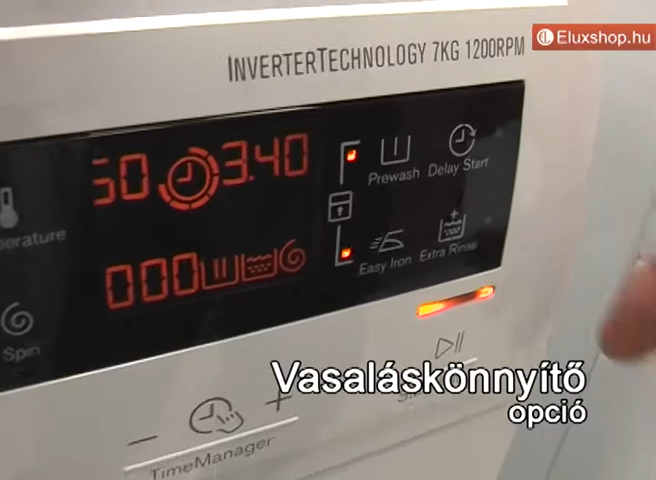 Eluxshop.hu
INVERTERTECHNOLOGY 7KG 1200RPM
3.40
Prewash
Delay Start
perature
000
Easy Iron
Extra Rinse
Spin
Vasaláskönnyítő
opció
TimeManager